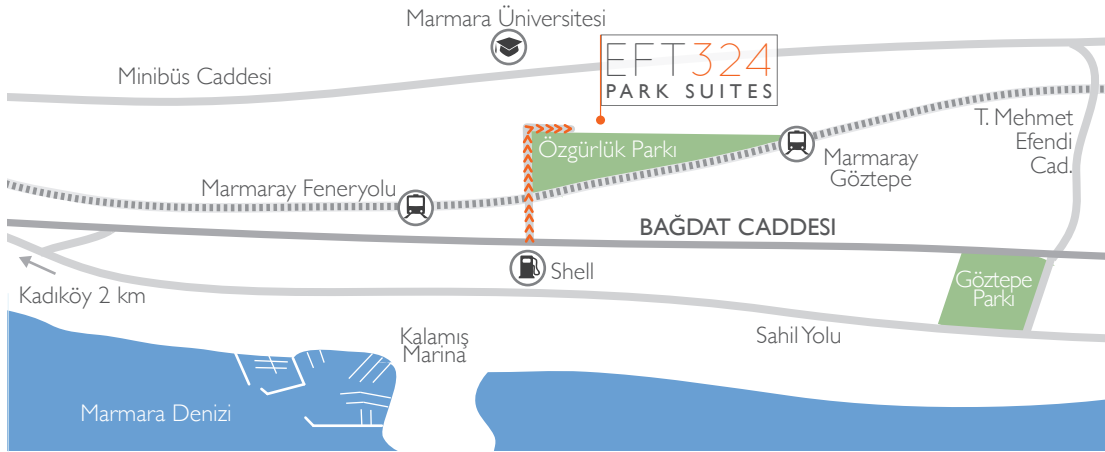 Marmara Üniversitesi
EFT324
PARK SUITES
Minibüs Caddesi
T. Mehmet
Efendi
Cad.
Özgürlük Parkı
Marmaray
Göztepe
Marmaray Feneryolu
BAĞDAT CADDESİ
Shell
Göztepe
Parkı
Kadıköy 2 km
Kalamış
Marina
Sahil Yolu
Marmara Denizi